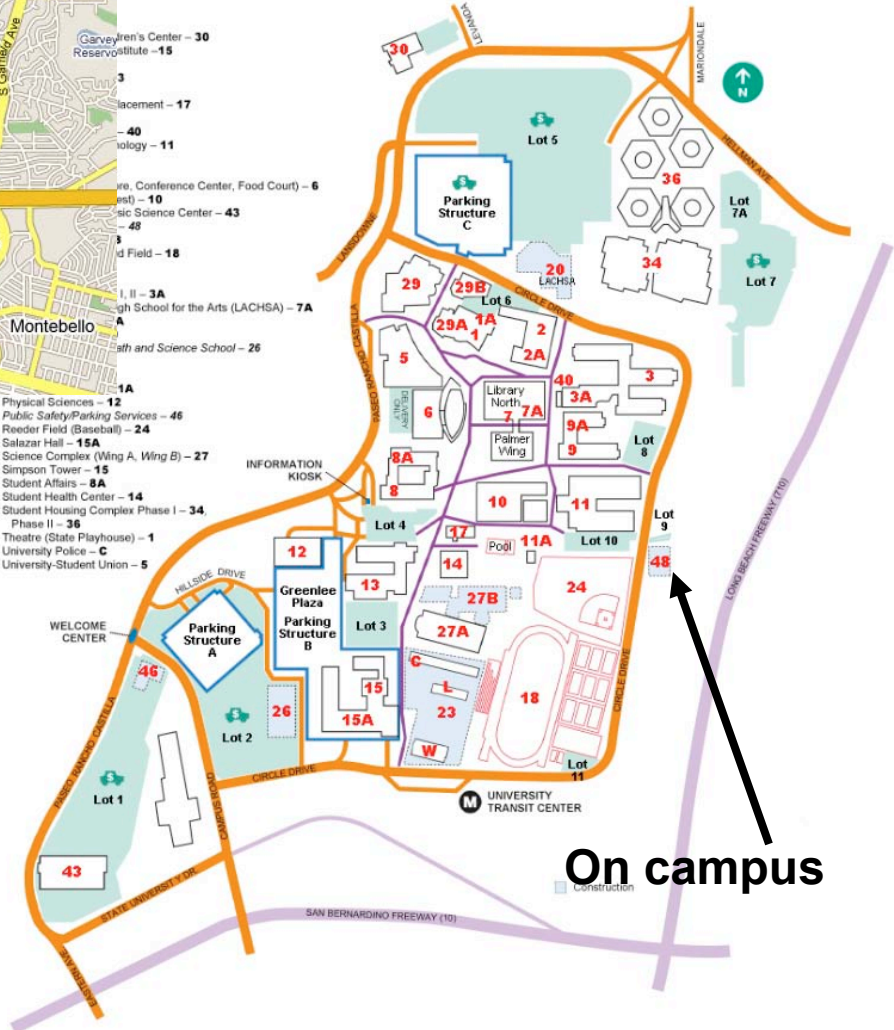 S Garfield Ave
Garvey
Reservo
Montebello
dren's Center – 30
stitute –15
3
lacement – 17
– 40
nology – 11
re, Conference Center, Food Court) – 6
est) – 10
sic Science Center – 43
– 48
d Field – 18
I, II – 3A
gh School for the Arts (LACHSA) – 7A
ath and Science School – 26
1A
Physical Sciences – 12
Public Safety/Parking Services – 46
Reeder Field (Baseball) – 24
Salazar Hall – 15A
Science Complex (Wing A, Wing B) – 27
Simpson Tower – 15
Student Affairs – 8A
Student Health Center – 14
Student Housing Complex Phase I – 34,
Phase II – 36
Theatre (State Playhouse) – 1
University Police – C
University-Student Union – 5
LEVANDA
MARIONDALE
N
30
Lot 5
HELLMAN AVE
36
Parking
Structure
C
Lot
7A
LANSDOWNE
34
Lot 7
20
LACHSA
29
29B
Lot 6
CIRCLE DRIVE
29A
1A
1
2
2A
PASEO RANCHO CASTILLA
5
40
3
3A
DELIVERY
ONLY
6
Library
North
7
7A
9A
9
Palmer
Wing
Lot
8
8A
8
INFORMATION
KIOSK
10
11
Lot
9
Lot 4
17
Pool
11A
Lot 10
48
12
13
14
24
LONG BEACH FREEWAY (710)
HILLSIDE DRIVE
Greenlee
Plaza
Parking
Structure
B
27B
Lot 3
27A
WELCOME
CENTER
Parking
Structure
A
C
L
23
W
18
CIRCLE DRIVE
46
15
15A
26
Lot 2
Lot
11
PASEO RANCHO CASTILLA
Lot 1
CAMPUS ROAD
CIRCLE DRIVE
M
UNIVERSITY
TRANSIT CENTER
43
STATE UNIVERSITY DR.
On campus
Construction
SAN BERNARDINO FREEWAY (10)
EASTERN AVE